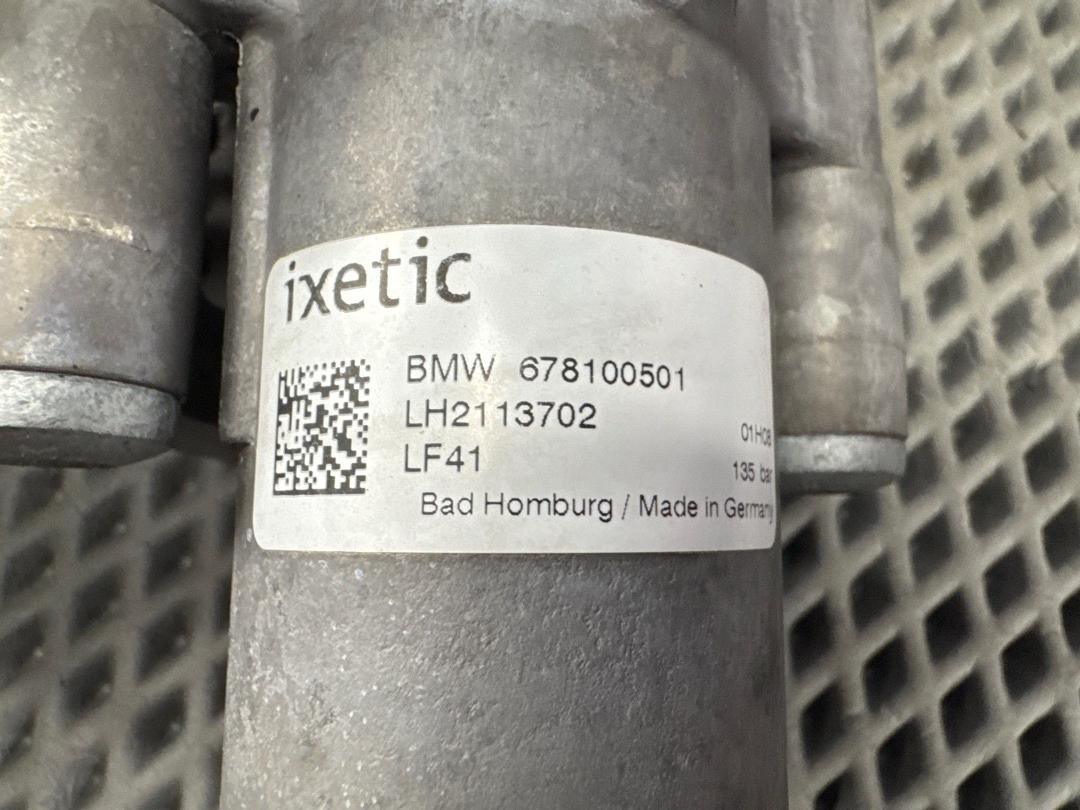 ixetic
BMW 678100501
LH2113702
LF41
01H08
135 bar
Bad Homburg / Made in Germany